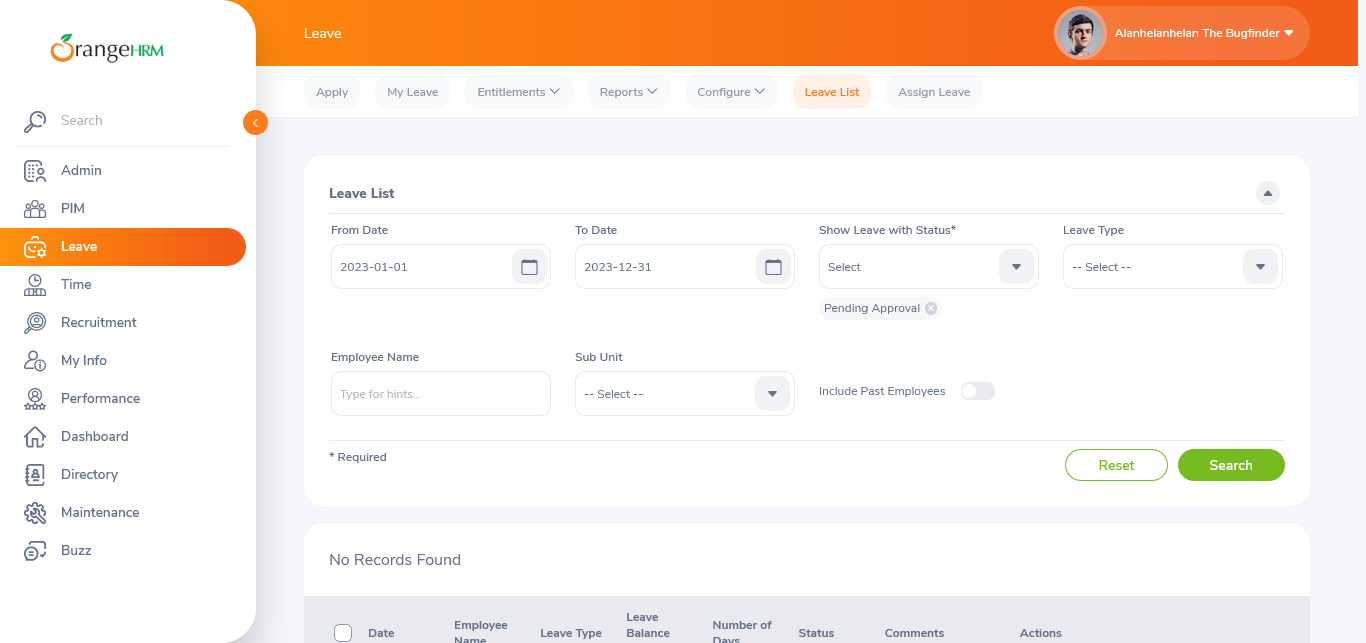 OrangeHRM
Search
Admin
PIM
Leave
Time
Recruitment
My Info
Performance
Dashboard
Directory
Maintenance
Buzz
Leave
Alanhelanhelan The Bugfinder
Apply
My Leave
Entitlements
Reports
Configure
Leave List
Assign Leave
Leave List
From Date
To Date
Show Leave with Status*
Leave Type
2023-01-01
2023-12-31
Select
-- Select --
Pending Approval
Employee Name
Sub Unit
Type for hints...
-- Select --
Include Past Employees
* Required
Reset
Search
No Records Found
Date
Employee
Name
Leave Type
Leave
Balance
Number of
Days
Status
Comments
Actions